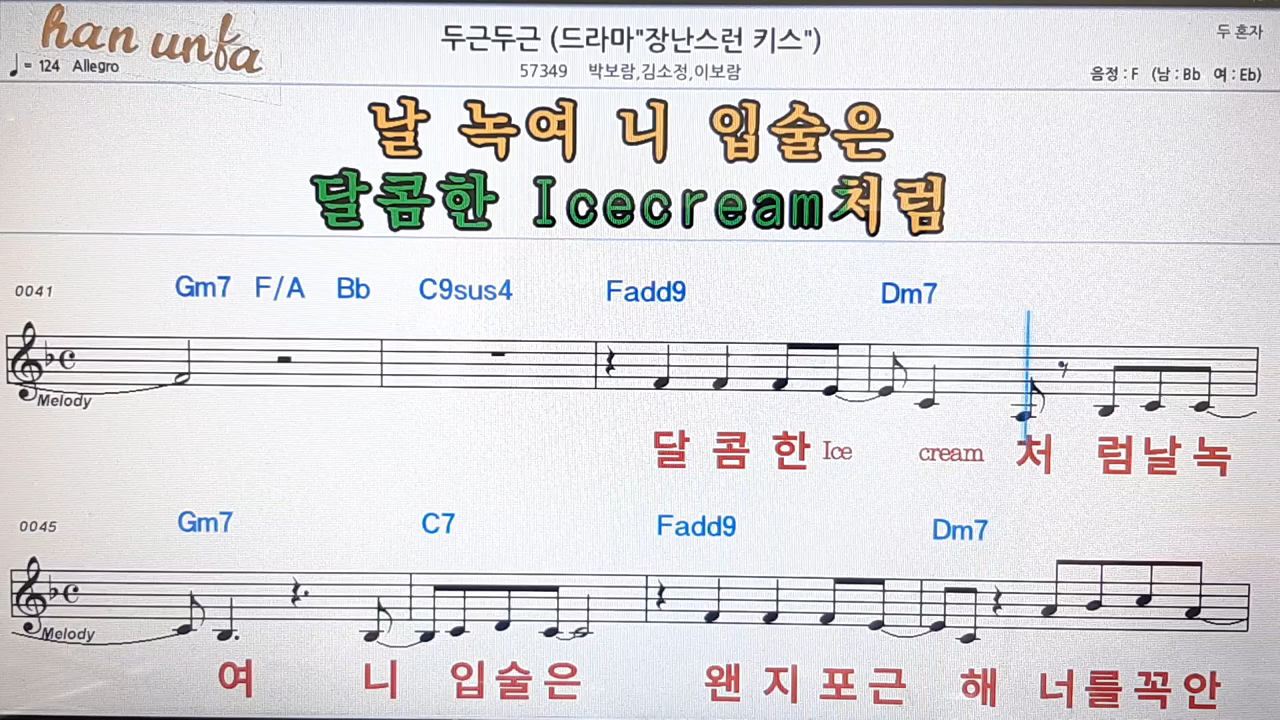 han unfa
♩= 124 Allegro
두근두근 (드라마"장난스런 키스")
57349 박보람,김소정,이보람
두 혼자
음정 : F (남 : Bb 여 : Eb)
날 녹여 니 입술은
달콤한 Icecream처럼
0041 Gm7 F/A Bb C9sus4 Fadd9 Dm7
Melody
달 콤 한 Ice cream 처 럼 날 녹
0045 Gm7 C7 Fadd9 Dm7
Melody
여 니 입 술 은 왠 지 포 근 해 너 를 꼭 안